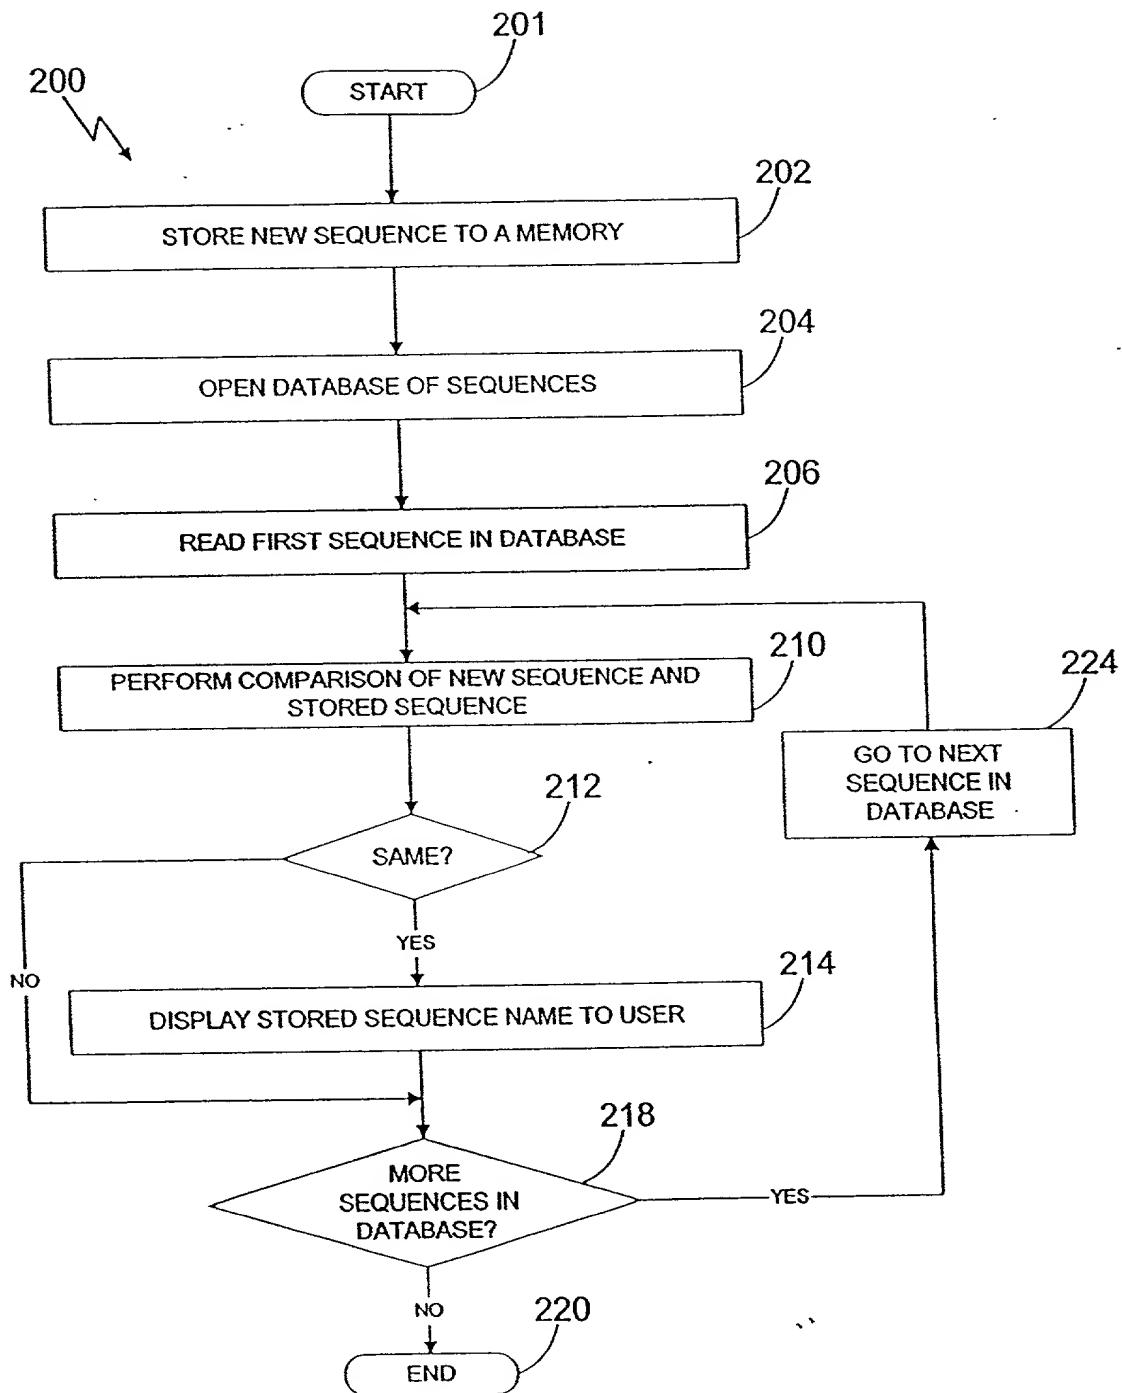 201
200
START
202
STORE NEW SEQUENCE TO A MEMORY
204
OPEN DATABASE OF SEQUENCES
206
READ FIRST SEQUENCE IN DATABASE
210
PERFORM COMPARISON OF NEW SEQUENCE AND
STORED SEQUENCE
224
GO TO NEXT
SEQUENCE IN
DATABASE
212
SAME?
YES
NO
214
DISPLAY STORED SEQUENCE NAME TO USER
218
MORE
SEQUENCES IN
DATABASE?
YES
NO
220
END